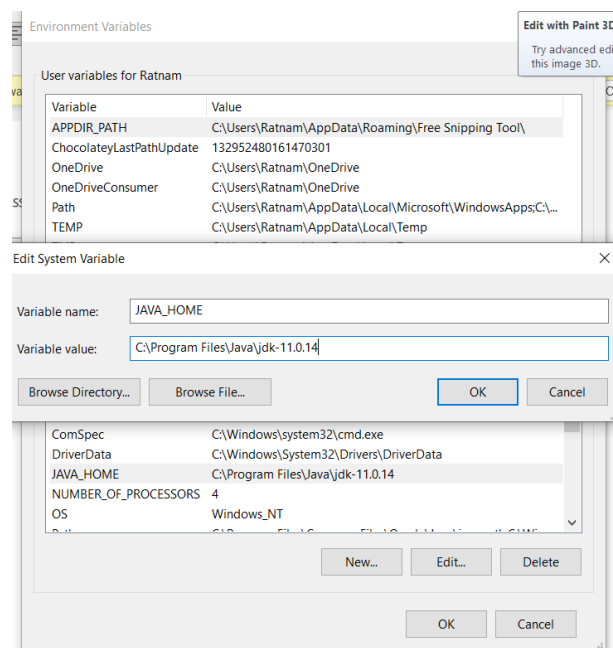 Environment Variables
Edit with Paint 3D
Try advanced edi
this image 3D.
User variables for Ratnam
Variable Value
APPDIR_PATH C:\Users\Ratnam\AppData\Roaming\Free Snipping Tool\
ChocolateyLastPathUpdate 132952480161470301
OneDrive C:\Users\Ratnam\OneDrive
OneDriveConsumer C:\Users\Ratnam\OneDrive
Path C:\Users\Ratnam\AppData\Local\Microsoft\WindowsApps;C:\...
TEMP C:\Users\Ratnam\AppData\Local\Temp
Edit System Variable
Variable name: JAVA_HOME
Variable value: C:\Program Files\Java\jdk-11.0.14
Browse Directory... Browse File... OK Cancel
ComSpec C:\Windows\system32\cmd.exe
DriverData C:\Windows\System32\Drivers\DriverData
JAVA_HOME C:\Program Files\Java\jdk-11.0.14
NUMBER_OF_PROCESSORS 4
OS Windows_NT
New... Edit... Delete
OK Cancel